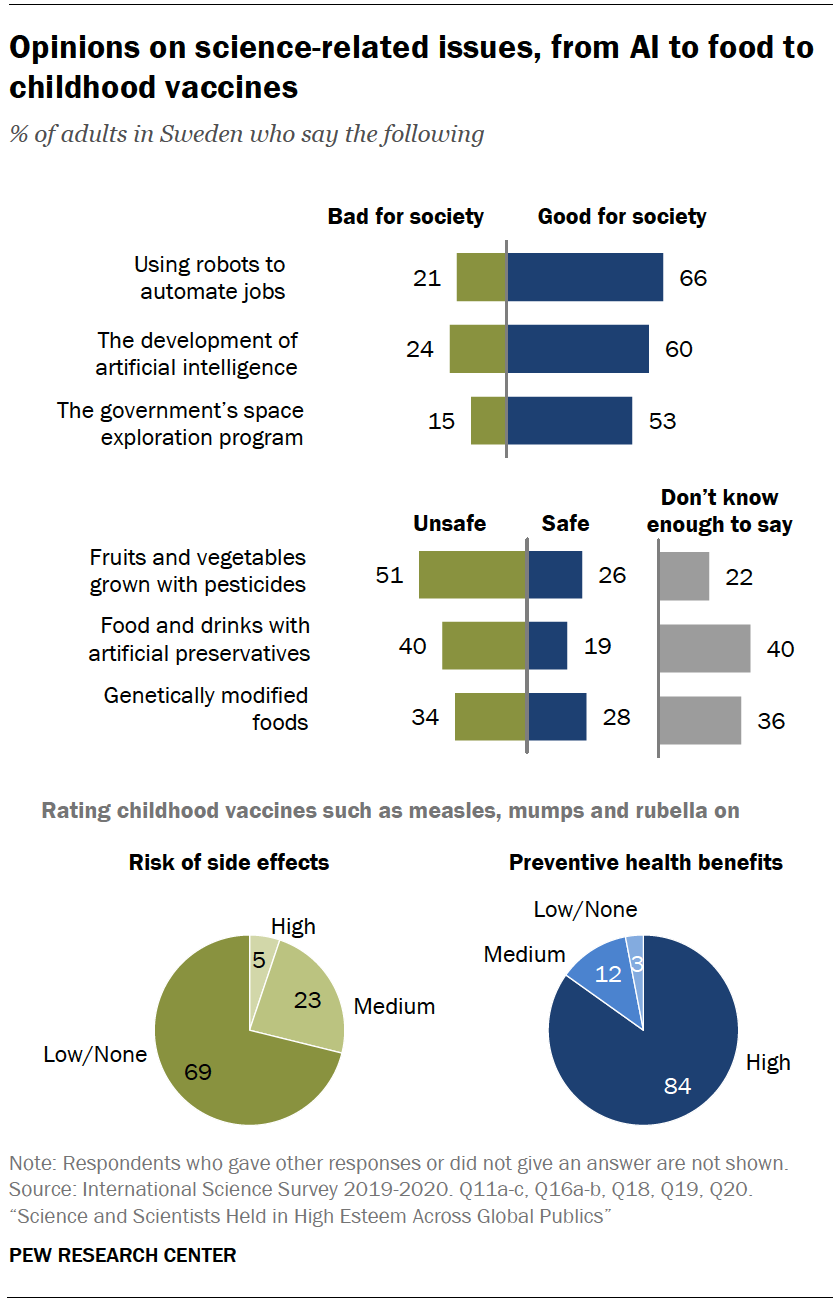 Opinions on science-related issues, from AI to food to
childhood vaccines
% of adults in Sweden who say the following
Bad for society Good for society
Using robots to
automate jobs
21 66
The development of
artificial intelligence
24 60
The government's space
exploration program
15 53
Unsafe Safe Don't know
enough to say
Fruits and vegetables
grown with pesticides
51 26 22
Food and drinks with
artificial preservatives
40 19 40
Genetically modified
foods
34 28 36
Rating childhood vaccines such as measles, mumps and rubella on
Risk of side effects
High
5
23
Medium
Low/None
69
Preventive health benefits
Low/None
3
Medium
12
High
84
Note: Respondents who gave other responses or did not give an answer are not shown.
Source: International Science Survey 2019-2020. Q11a-c, Q16a-b, Q18, Q19, Q20.
“Science and Scientists Held in High Esteem Across Global Publics”
PEW RESEARCH CENTER